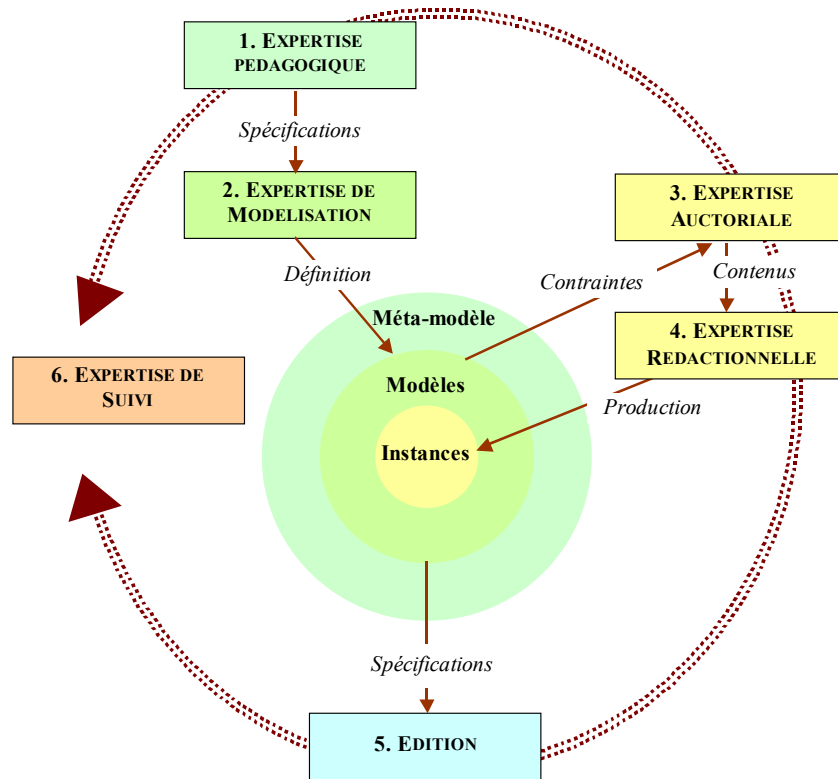 1. EXPERTISE
PEDAGOGIQUE
Spécifications
2. EXPERTISE DE
MODELISATION
3. EXPERTISE
AUCTORIALE
Définition
Contraintes
Contenus
Méta-modèle
4. EXPERTISE
REDACTIONNELLE
6. EXPERTISE DE
SUIVI
Modèles
Production
Instances
Spécifications
5. EDITION